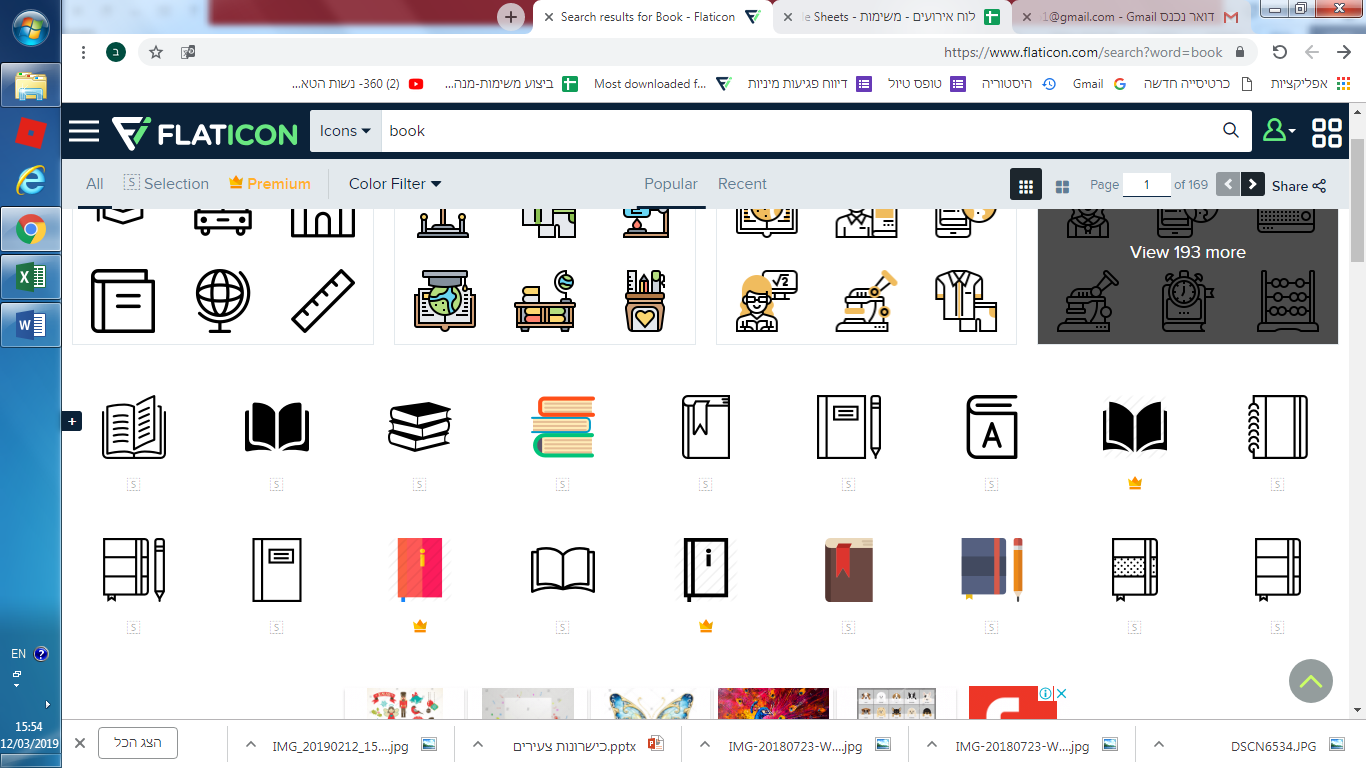 Search results for Book - Flaticon
le Sheets - לוח אירועים - משימות
דואר נכנס - 1@gmail.com - Gmail
ב
https://www.flaticon.com/search?word=book
ביצוע משימות-מנה...
(2) 360- נשות הטא...
Most downloaded f...
דיווח פגיעות מיניות
טופס טיול
היסטוריה
Gmail
כרטיסייה חדשה
אפליקציות
FLATICON
Icons
book
All
S Selection
Premium
Color Filter
Popular
Recent
Page 1 of 169
Share
View 193 more
√2
A
S
S
S
S
S
S
S
S
i
i
S
S
S
S
S
S
S
EN
15:54
12/03/2019
הצג הכל
IMG_20190212_15....jpg
כישרונות צעירים.pptx
IMG-20180723-W....jpg
IMG-20180723-W....jpg
DSCN6534.JPG